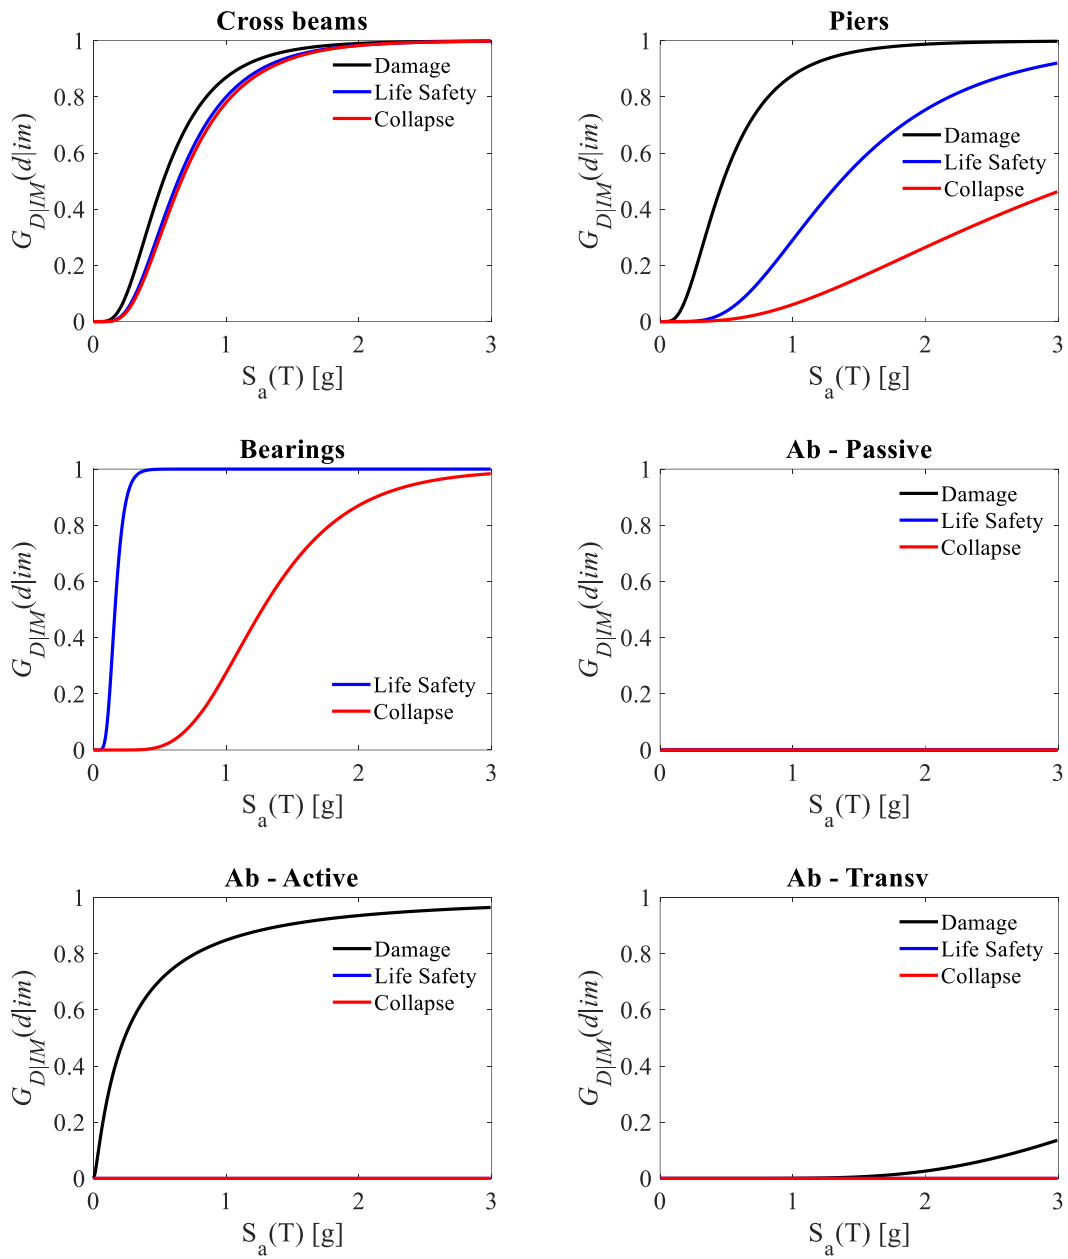 Cross beams
1
0.8
0.6
0.4
0.2
0
0 1 2 3
G_{D|IM}(d|im)
S_a(T) [g]
Damage
Life Safety
Collapse
Piers
1
0.8
0.6
0.4
0.2
0
0 1 2 3
G_{D|IM}(d|im)
S_a(T) [g]
Damage
Life Safety
Collapse
Bearings
1
0.8
0.6
0.4
0.2
0
0 1 2 3
G_{D|IM}(d|im)
S_a(T) [g]
Life Safety
Collapse
Ab - Passive
1
0.8
0.6
0.4
0.2
0
0 1 2 3
G_{D|IM}(d|im)
S_a(T) [g]
Damage
Life Safety
Collapse
Ab - Active
1
0.8
0.6
0.4
0.2
0
0 1 2 3
G_{D|IM}(d|im)
S_a(T) [g]
Damage
Life Safety
Collapse
Ab - Transv
1
0.8
0.6
0.4
0.2
0
0 1 2 3
G_{D|IM}(d|im)
S_a(T) [g]
Damage
Life Safety
Collapse